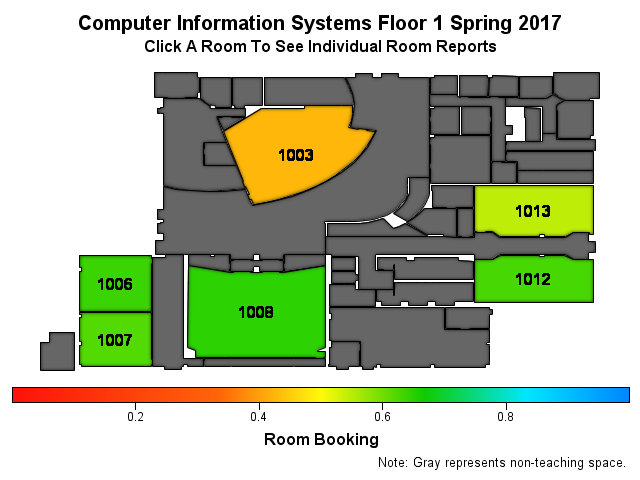 Computer Information Systems Floor 1 Spring 2017
Click A Room To See Individual Room Reports
1003
1013
1006
1012
1008
1007
0.2 0.4 0.6 0.8
Room Booking
Note: Gray represents non-teaching space.